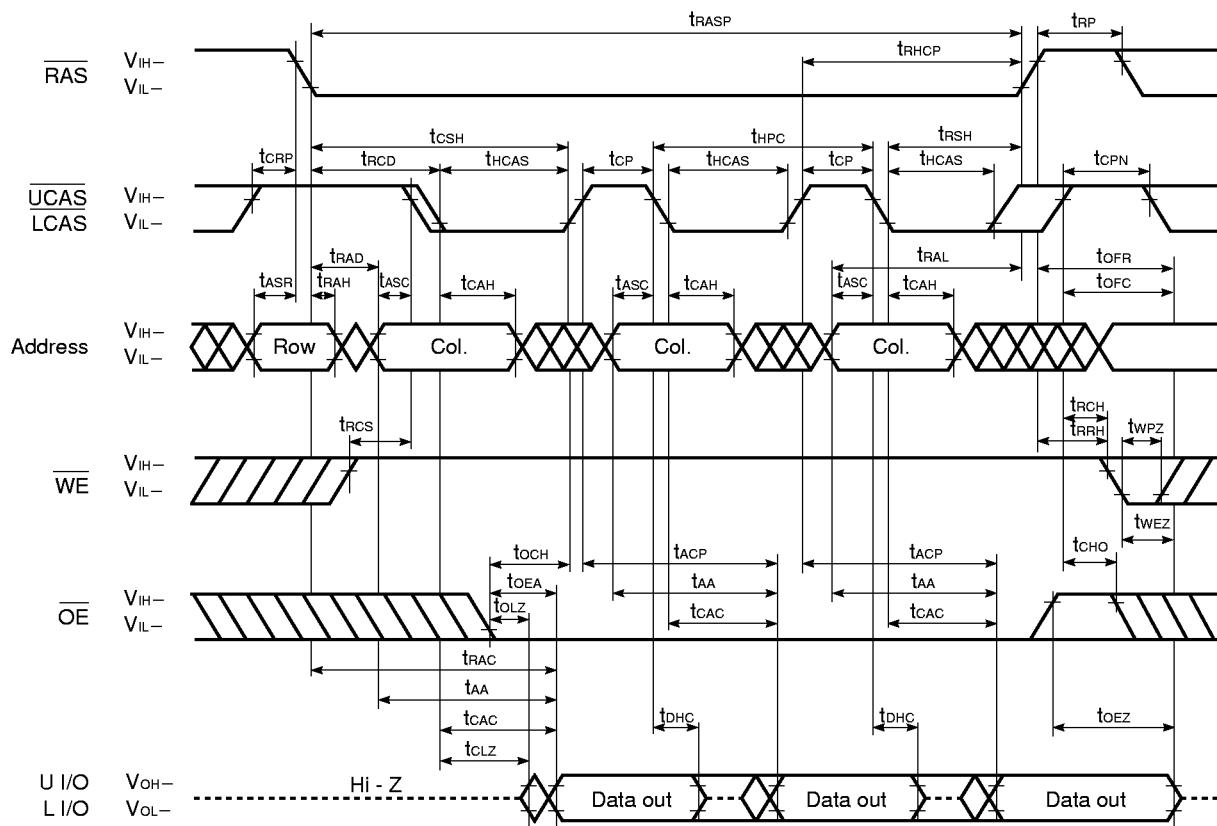 tRASP tRP
RAS VIH– tRHCP
VIL–
tCSH tHPC tRSH
tCRP tRCD tHCAS tCP tHCAS tCP tHCAS tCPN
UCAS VIH–
LCAS VIL–
tRAD tRAL tOFR
tASR tRAH tASC tCAH tASC tCAH tASC tCAH tOFC
Address VIH– Row Col. Col. Col.
VIL–
tRCH
tRCS tRRH tWPZ
WE VIH–
VIL–
tWEZ
tOCH tACP tACP tCHO
tOEA tAA tAA
OE VIH– tOLZ
VIL– tCAC tCAC
tRAC
tAA
tCAC tDHC tDHC tOEZ
tCLZ
U I/O VOH– Hi - Z
L I/O VOL– Data out Data out Data out